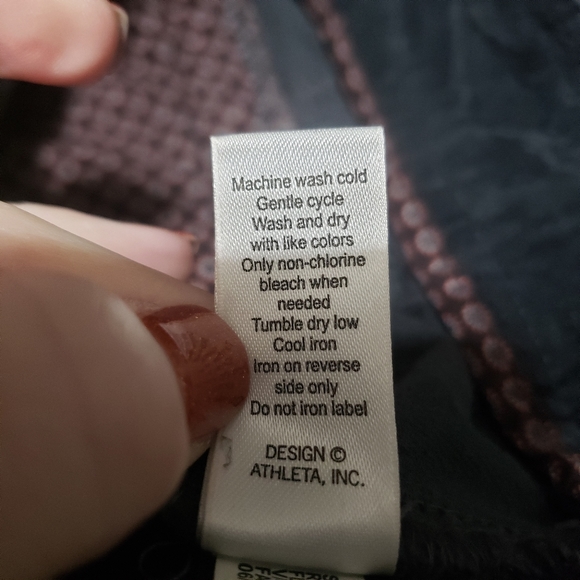 Machine wash cold
Gentle cycle
Wash and dry
with like colors
Only non-chlorine
bleach when
needed
Tumble dry low
Cool iron
Iron on reverse
side only
Do not iron label
DESIGN ©
ATHLETA, INC.